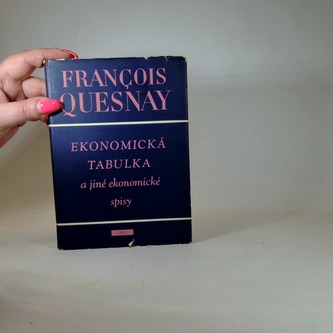 FRANÇOIS
QUESNAY
EKONOMICKÁ
TABULKA
a jiné ekonomické
spisy